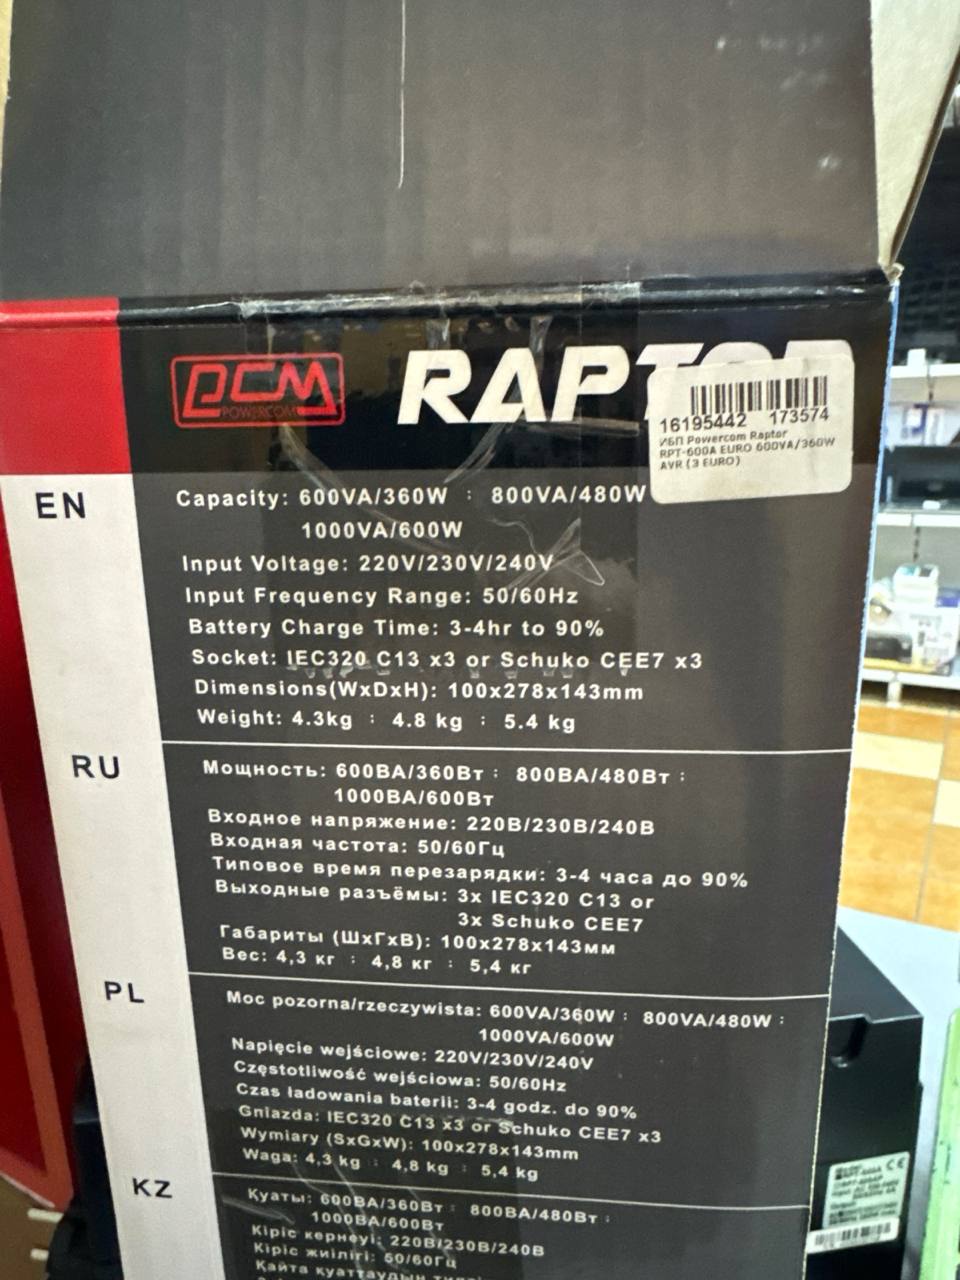 PCM
POWERCOM
RAPTOR
16195442 173574
ИБП Powercom Raptor
RPT-600A EURO 600VA/360W
AVR (3 EURO)
EN
Capacity: 600VA/360W : 800VA/480W
1000VA/600W
Input Voltage: 220V/230V/240V
Input Frequency Range: 50/60Hz
Battery Charge Time: 3-4hr to 90%
Socket: IEC320 C13 x3 or Schuko CEE7 x3
Dimensions(WxDxH): 100x278x143mm
Weight: 4.3kg : 4.8 kg : 5.4 kg
RU
Мощность: 600ВА/360Вт : 800ВА/480Вт :
1000ВА/600Вт
Входное напряжение: 220В/230В/240В
Входная частота: 50/60Гц
Типовое время перезарядки: 3-4 часа до 90%
Выходные разъёмы: 3x IEC320 C13 or
3x Schuko CEE7
Габариты (ШхГхВ): 100x278x143мм
Вес: 4,3 кг : 4,8 кг : 5,4 кг
PL
Moc pozorna/rzeczywista: 600VA/360W : 800VA/480W :
1000VA/600W
Napięcie wejściowe: 220V/230V/240V
Częstotliwość wejściowa: 50/60Hz
Czas ładowania baterii: 3-4 godz. do 90%
Gniazda: IEC320 C13 x3 or Schuko CEE7 x3
Wymiary (SxGxW): 100x278x143mm
Waga: 4,3 kg : 4,8 kg : 5,4 kg
KZ
Қуаты: 600ВА/360Вт : 800ВА/480Вт :
1000ВА/600Вт
Кіріс кернеуі: 220В/230В/240В
Кіріс жиілігі: 50/60Гц
Қайта қуаттаудың